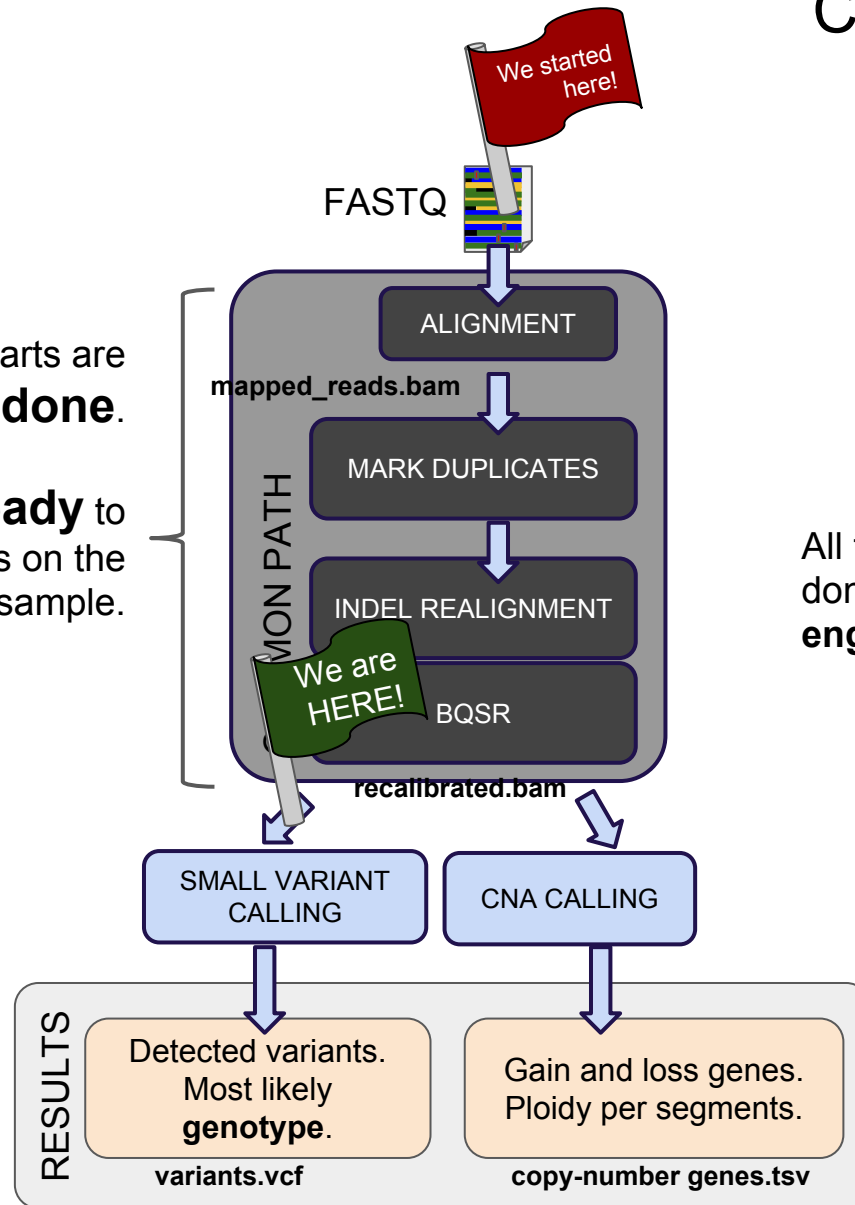 C
We started
here!
FASTQ
ALIGNMENT
arts are
done.
mapped_reads.bam
MARK DUPLICATES
ady to
s on the
sample.
MON PATH
All
don
eng
INDEL REALIGNMENT
We are
HERE!
BQSR
recalibrated.bam
SMALL VARIANT
CALLING
CNA CALLING
RESULTS
Detected variants.
Most likely
genotype.
Gain and loss genes.
Ploidy per segments.
variants.vcf
copy-number genes.tsv